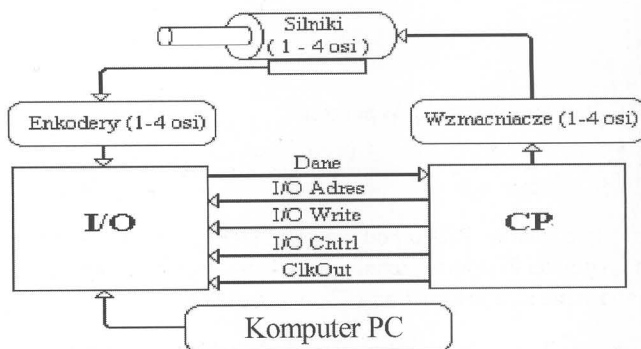 Silniki
( 1 - 4 osi )
Enkodery (1-4 osi)
Wzmacniacze (1-4 osi)
Dane
I/O Adres
I/O Write
I/O Cntrl
ClkOut
I/O
CP
Komputer PC